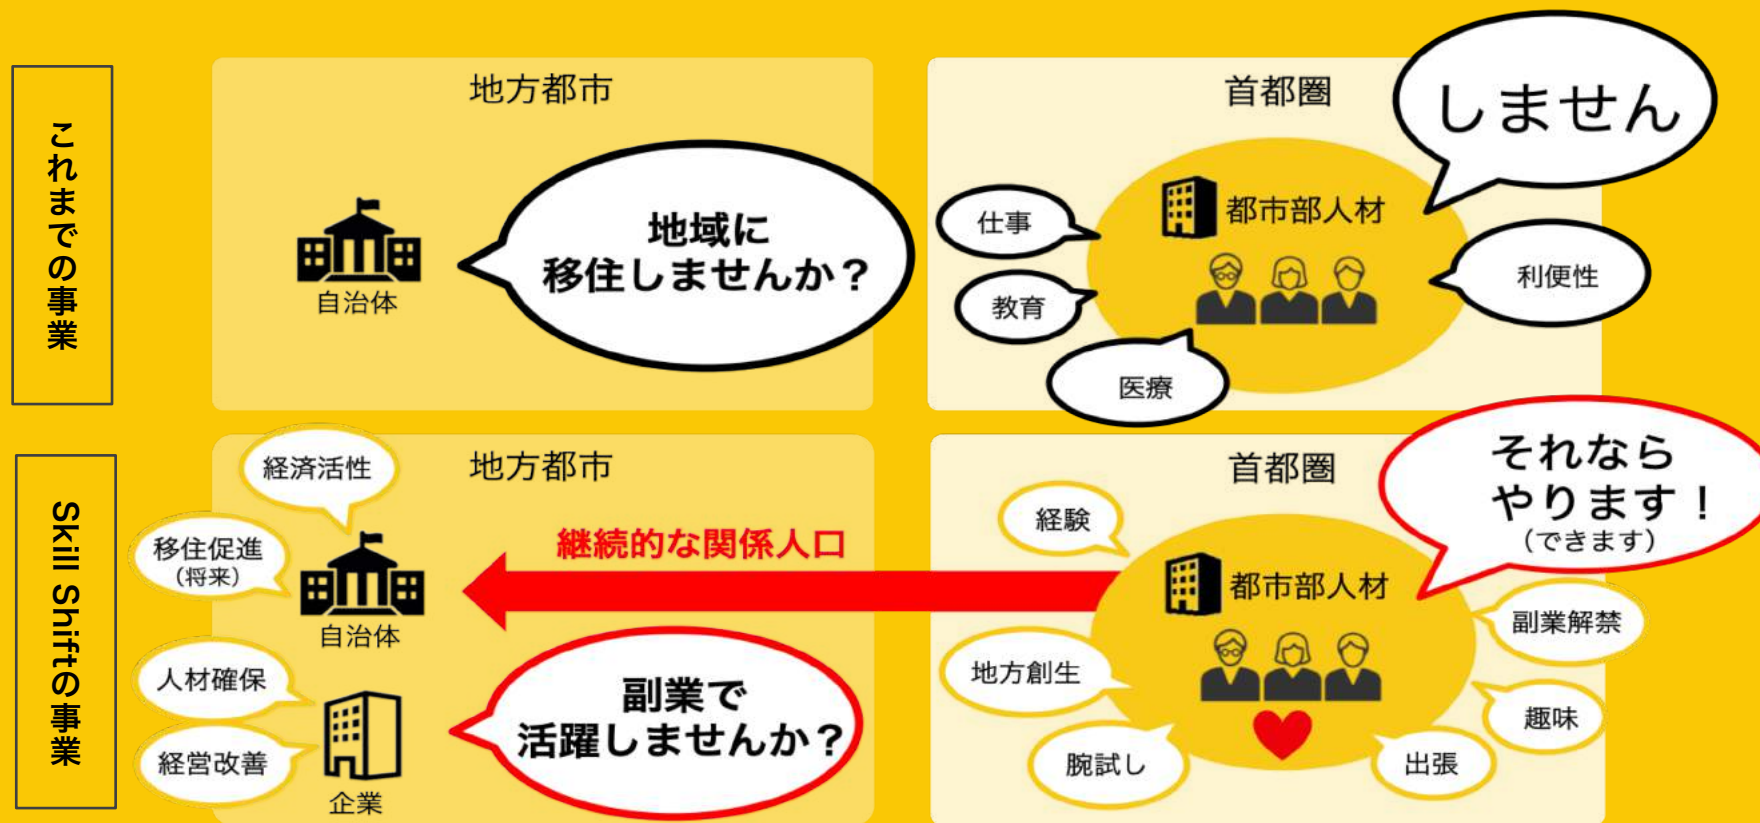 これまでの事業
地方都市
自治体
地域に
移住しませんか？
首都圏
しません
都市部人材
仕事
教育
医療
利便性
Skill Shiftの事業
地方都市
経済活性
移住促進
（将来）
自治体
人材確保
経営改善
企業
継続的な関係人口
副業で
活躍しませんか？
首都圏
それなら
やります！
（できます）
経験
都市部人材
副業解禁
地方創生
趣味
腕試し
出張